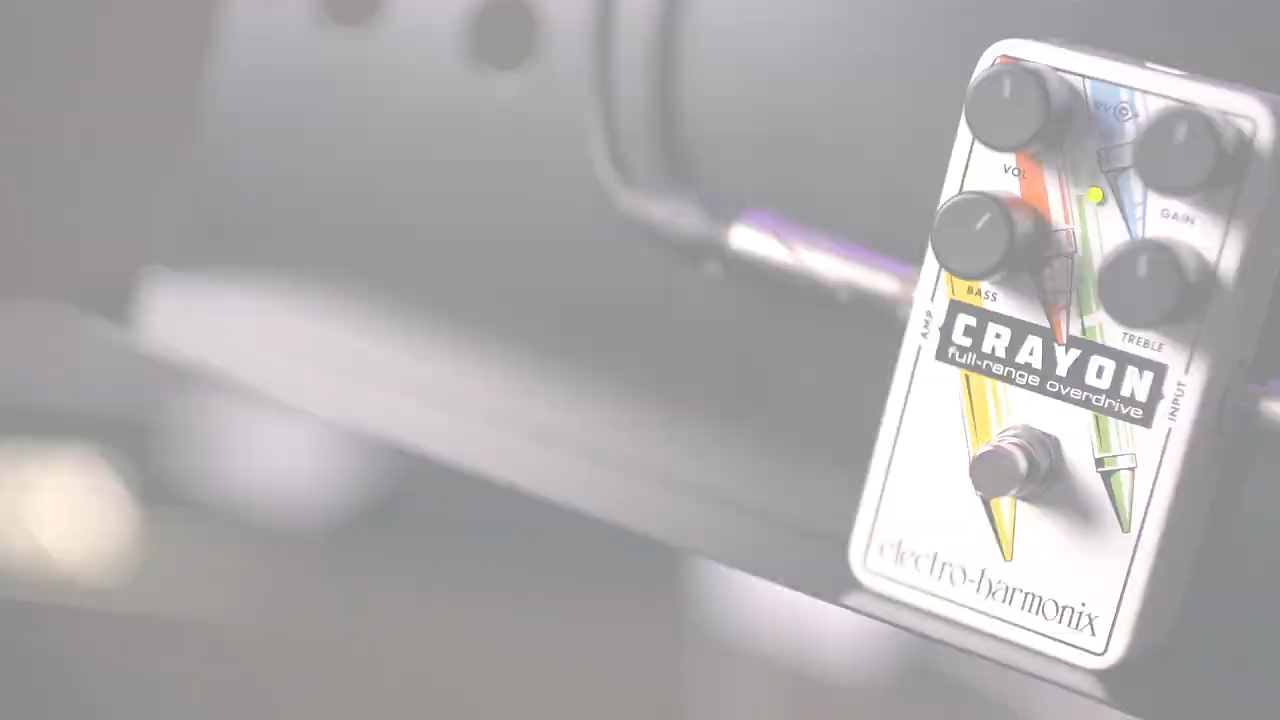 VOL
GAIN
BASS
TREBLE
AMP
INPUT
CRAYON
full-range overdrive
electro-harmonix